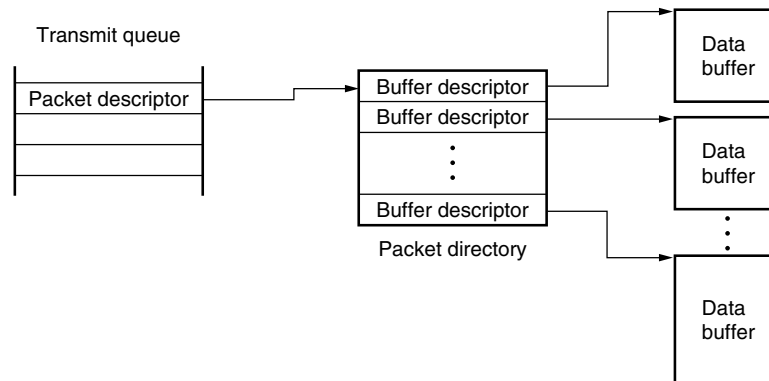 Transmit queue
Packet descriptor
Buffer descriptor
Buffer descriptor
Buffer descriptor
Packet directory
Data
buffer
Data
buffer
Data
buffer